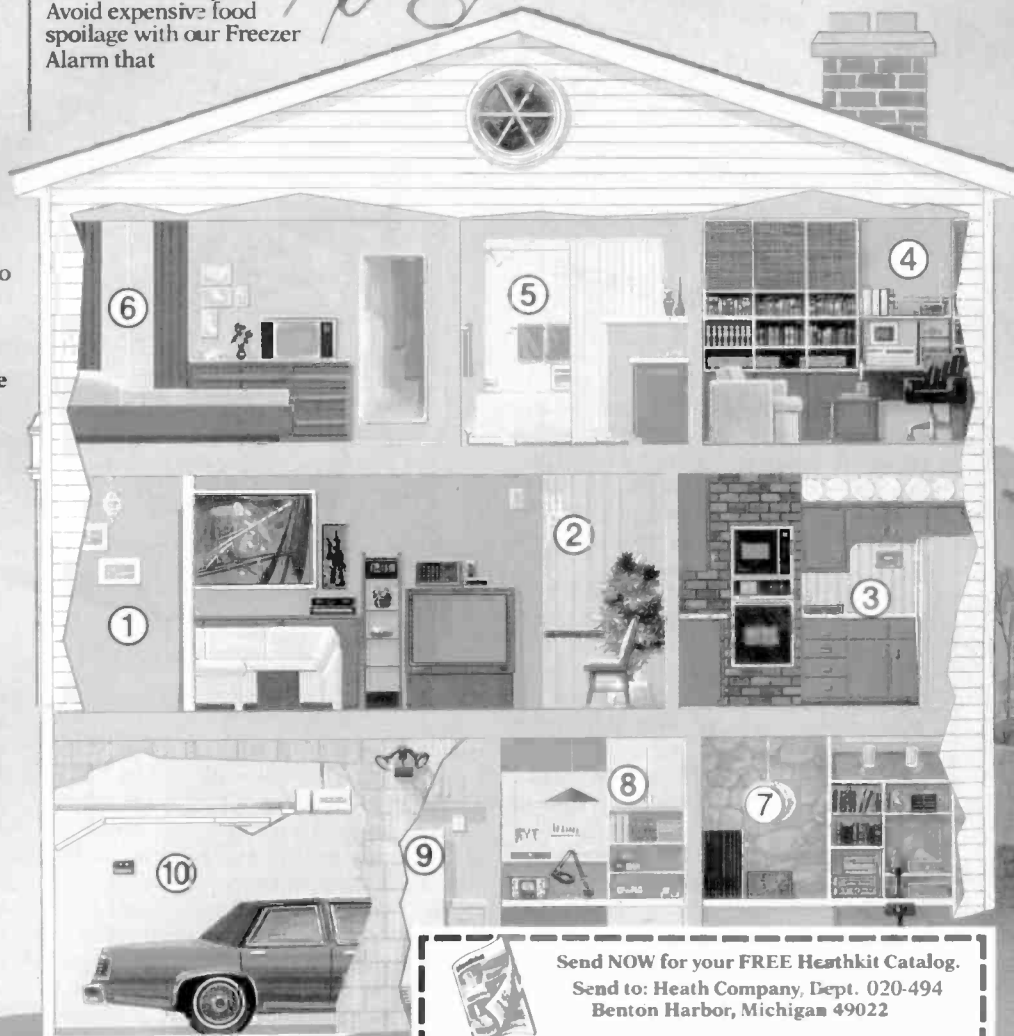 Avoid expensive food
spoilage with our Freezer
Alarm that
6
5
4
1
2
3
10
9
8
7
Send NOW for your FREE Heathkit Catalog.
Send to: Heath Company, Dept. 020-494
Benton Harbor, Michigan 49022